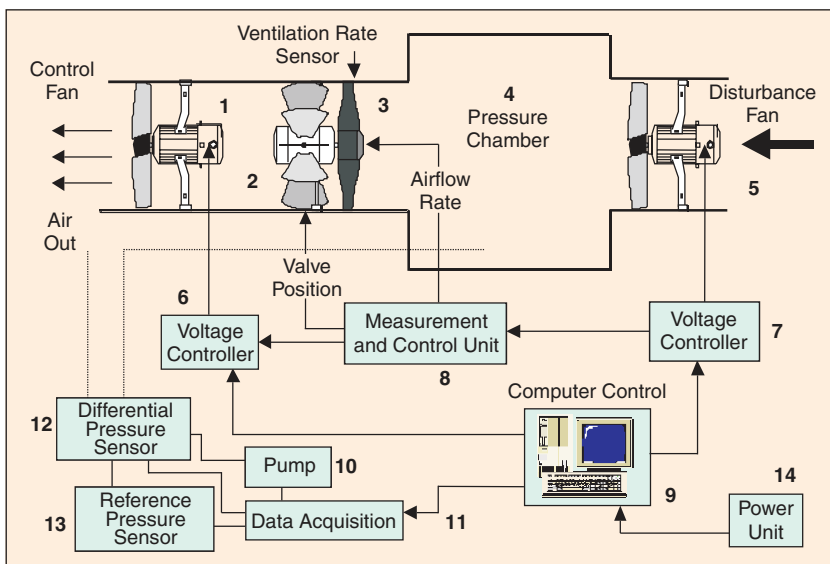 Ventilation Rate
Sensor
Control
Fan
1
2
3
4
Pressure
Chamber
Disturbance
Fan
5
Airflow
Rate
Air
Out
Valve
Position
6
Voltage
Controller
Measurement
and Control Unit
8
Voltage
Controller
7
Computer Control
9
12
Differential
Pressure
Sensor
Pump
10
13
Reference
Pressure
Sensor
Data Acquisition
11
14
Power
Unit